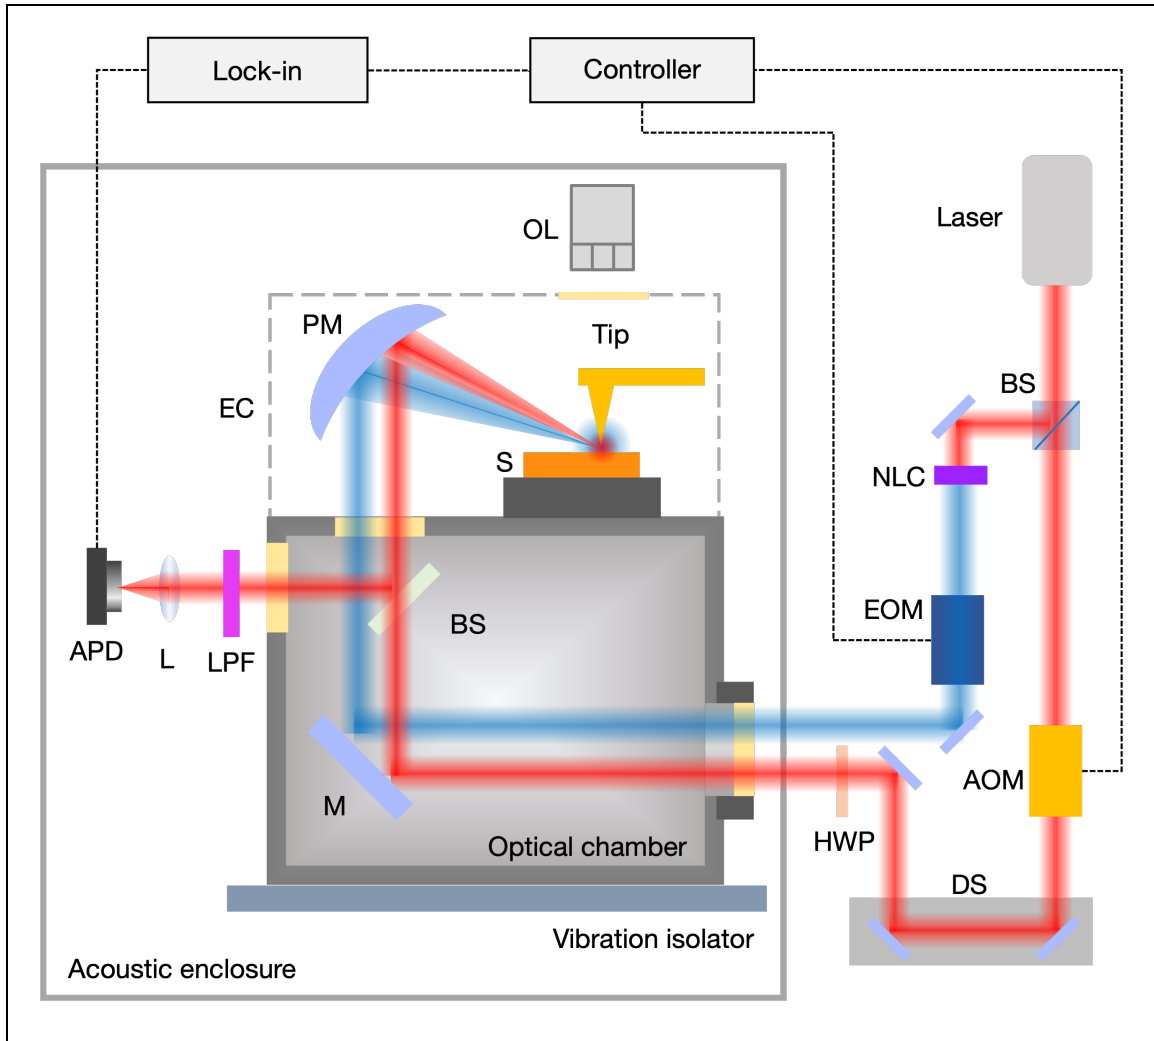 Lock-in
Controller
Laser
OL
PM
Tip
BS
EC
S
NLC
EOM
BS
APD
L
LPF
AOM
M
HWP
Optical chamber
DS
Vibration isolator
Acoustic enclosure